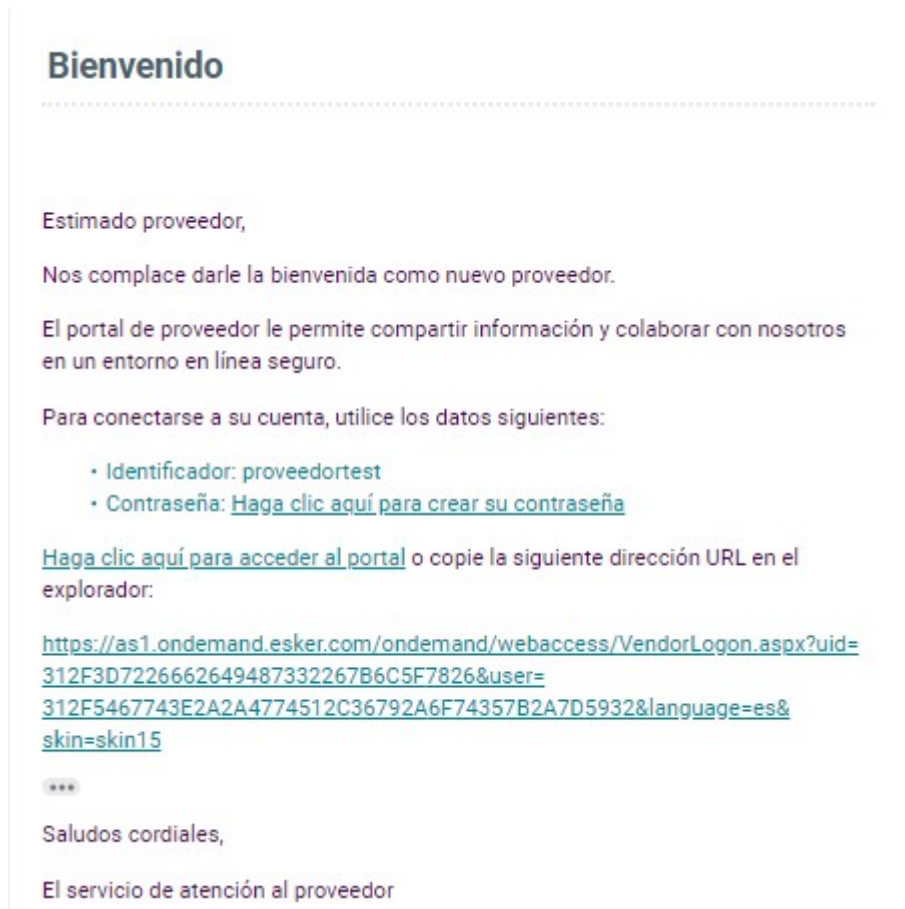 Bienvenido
Estimado proveedor,
Nos complace darle la bienvenida como nuevo proveedor.
El portal de proveedor le permite compartir información y colaborar con nosotros
en un entorno en línea seguro.
Para conectarse a su cuenta, utilice los datos siguientes:
• Identificador: proveedortest
• Contraseña: Haga clic aquí para crear su contraseña
Haga clic aquí para acceder al portal o copie la siguiente dirección URL en el
explorador:
https://as1.ondemand.esker.com/ondemand/webaccess/VendorLogon.aspx?uid=
312F3D7226662649487332267B6C5F7826&user=
312F5467743E2A2A4774512C36792A6F74357B2A7D5932&language=es&
skin=skin15
•••
Saludos cordiales,
El servicio de atención al proveedor